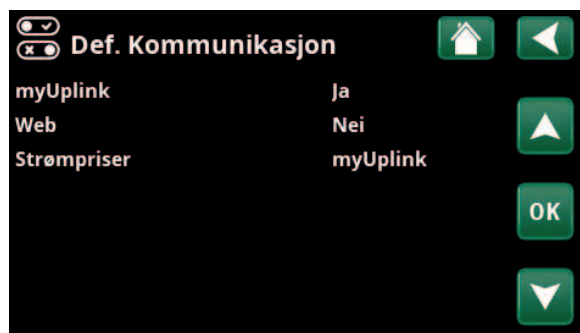 Def. Kommunikasjon
myUplink Ja
Web Nei
Strømpriser myUplink
OK